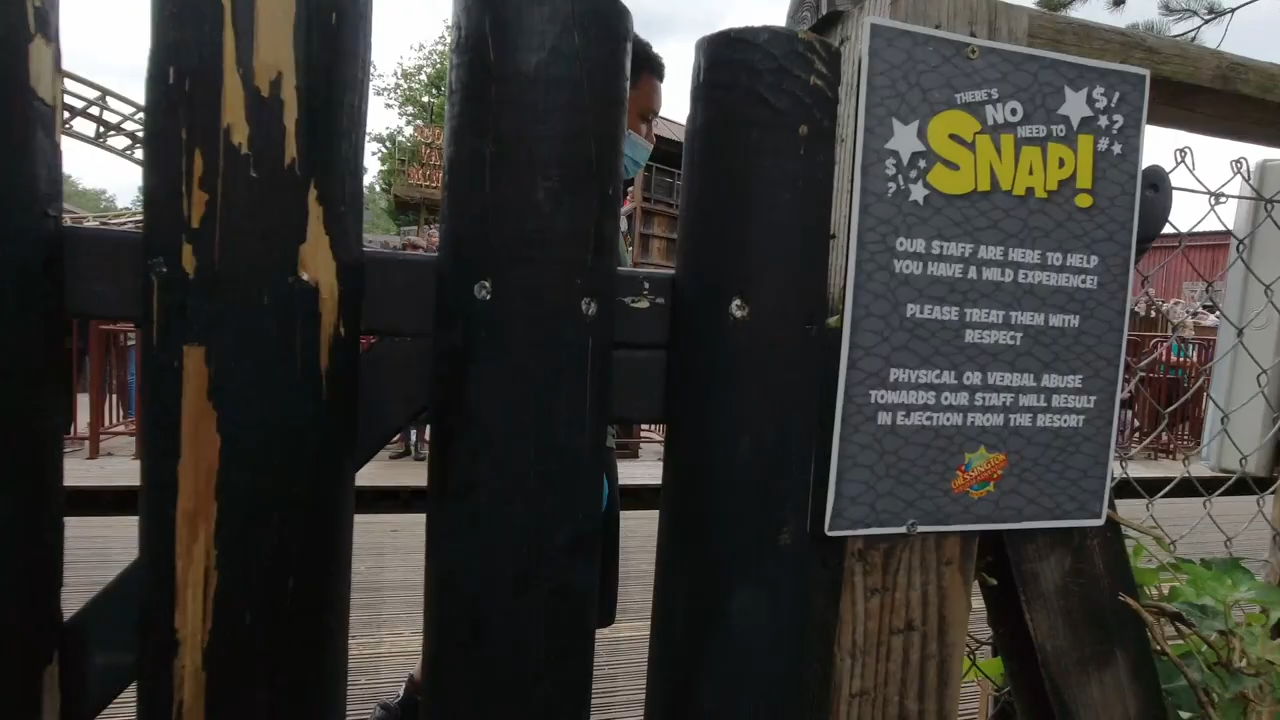 THERE'S
NO
NEED TO
SNAP!
OUR STAFF ARE HERE TO HELP
YOU HAVE A WILD EXPERIENCE!
PLEASE TREAT THEM WITH
RESPECT
PHYSICAL OR VERBAL ABUSE
TOWARDS OUR STAFF WILL RESULT
IN EJECTION FROM THE RESORT
CHESSINGTON